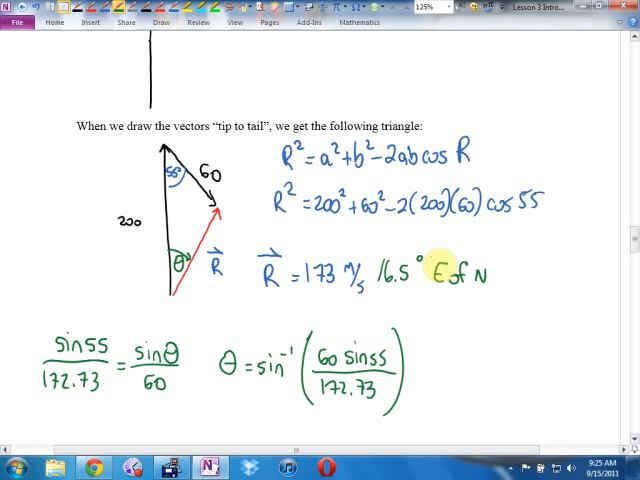 125%
Lesson 3 Intro...
File
Home
Insert
Share
Draw
Review
View
Pages
Add-Ins
Mathematics
When we draw the vectors “tip to tail”, we get the following triangle:
R² = a² + b² − 2ab cos R
55°
60
R² = 200² + 60² − 2(200)(60) cos 55
200
θ
R⃗
R⃗ = 173 m/s 16.5° E of N
sin55/172.73 = sinθ/60
θ = sin⁻¹(60 sin55/172.73)
9:25 AM
9/15/2011